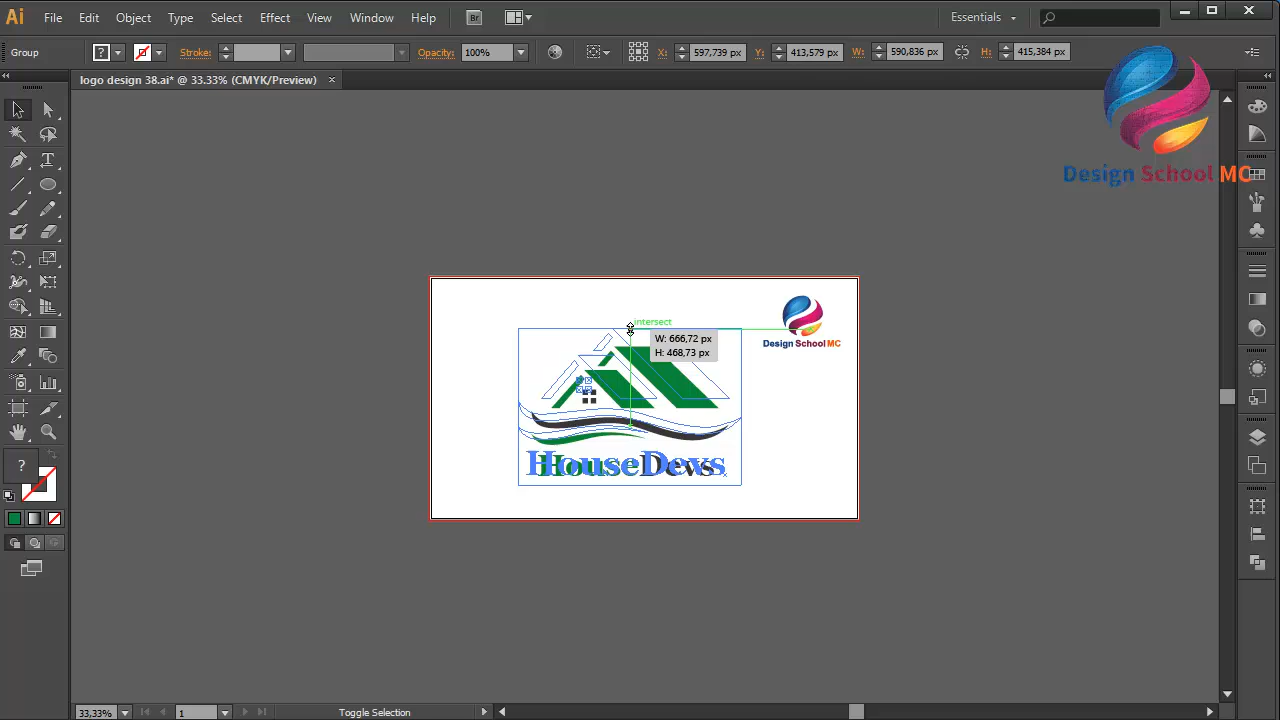 Ai File Edit Object Type Select Effect View Window Help Br Essentials
Group ? Stroke: Opacity: 100% X: 597,739 px Y: 413,579 px W: 590,836 px H: 415,384 px
logo design 38.ai* @ 33.33% (CMYK/Preview) ×
Design School MC
intersect
W: 666,72 px
H: 468,73 px
Design School MC
HouseDevs
HouseDevs
?
33,33% 1 Toggle Selection